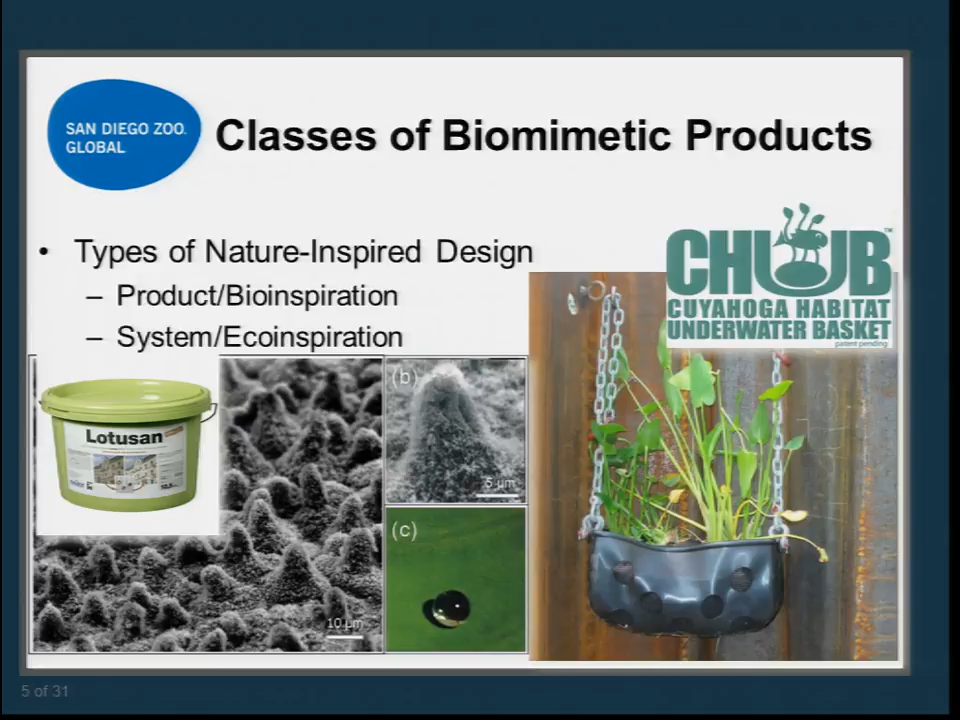 SAN DIEGO ZOO.
GLOBAL
Classes of Biomimetic Products
• Types of Nature-Inspired Design
– Product/Bioinspiration
– System/Ecoinspiration
CHUB™
CUYAHOGA HABITAT
UNDERWATER BASKET
patent pending
Lotusan
(b)
5 µm
(c)
10 µm
5 of 31